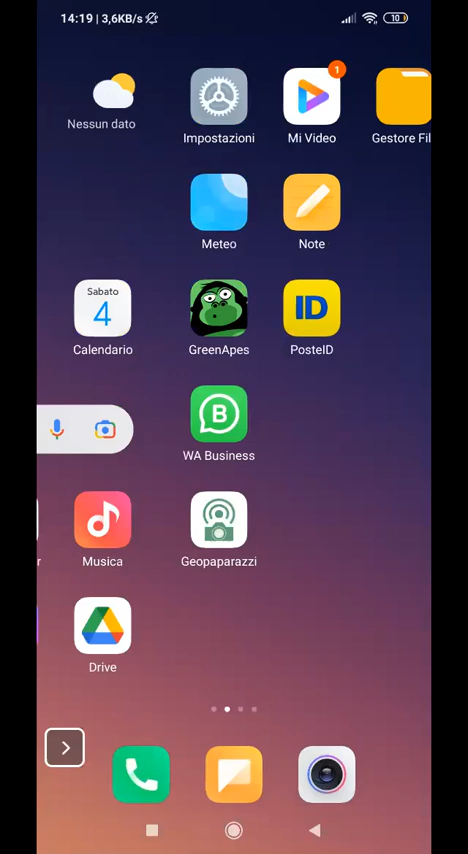 14:19 | 3,6KB/s
10
1
Nessun dato
Impostazioni
Mi Video
Gestore Fil
Meteo
Note
Sabato
4
ID
Calendario
GreenApes
PosteID
B
WA Business
r
Musica
Geopaparazzi
Drive